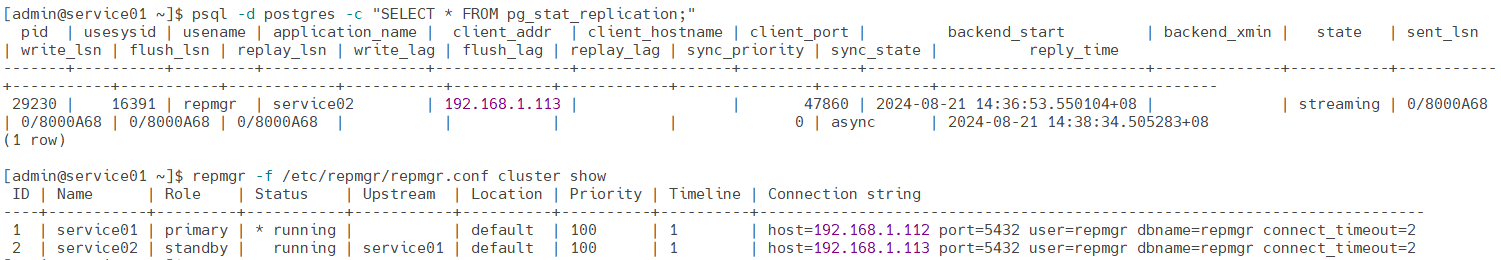 [admin@service01 ~]$ psql -d postgres -c "SELECT * FROM pg_stat_replication;"
  pid  | usesysid | usename | application_name |  client_addr  | client_hostname | client_port |         backend_start         | backend_xmin |   state   | sent_lsn
| write_lsn | flush_lsn | replay_lsn | write_lag | flush_lag | replay_lag | sync_priority | sync_state |          reply_time
-------+----------+---------+------------------+---------------+-----------------+-------------+-------------------------------+--------------+-----------+-----------
+-----------+-----------+------------+-----------+-----------+------------+---------------+------------+-------------------------------
 29230 |    16391 | repmgr  | service02        | 192.168.1.113 |                 |       47860 | 2024-08-21 14:36:53.550104+08 |              | streaming | 0/8000A68
| 0/8000A68 | 0/8000A68 | 0/8000A68  |           |           |            |             0 | async      | 2024-08-21 14:38:34.505283+08
(1 row)
[admin@service01 ~]$ repmgr -f /etc/repmgr/repmgr.conf cluster show
 ID | Name      | Role    | Status    | Upstream  | Location | Priority | Timeline | Connection string
----+-----------+---------+-----------+-----------+----------+----------+----------+-------------------------------------------------------------------
 1  | service01 | primary | * running |           | default  | 100      | 1        | host=192.168.1.112 port=5432 user=repmgr dbname=repmgr connect_timeout=2
 2  | service02 | standby |   running | service01 | default  | 100      | 1        | host=192.168.1.113 port=5432 user=repmgr dbname=repmgr connect_timeout=2